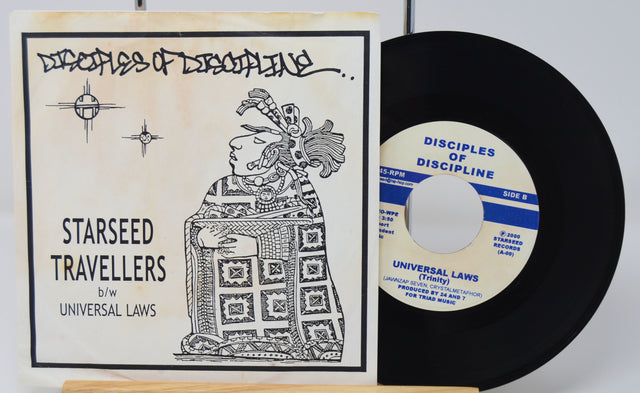 DISCIPLES OF DISCIPLINE...
STARSEED
TRAVELLERS
b/w
UNIVERSAL LAWS
DISCIPLES
OF
DISCIPLINE
45-RPM
SIDE B
3:50
℗ 2000
STARSEED
RECORDS
(A-00)
UNIVERSAL LAWS
(Trinity)
PRODUCED BY 24 AND 7
FOR TRIAD MUSIC